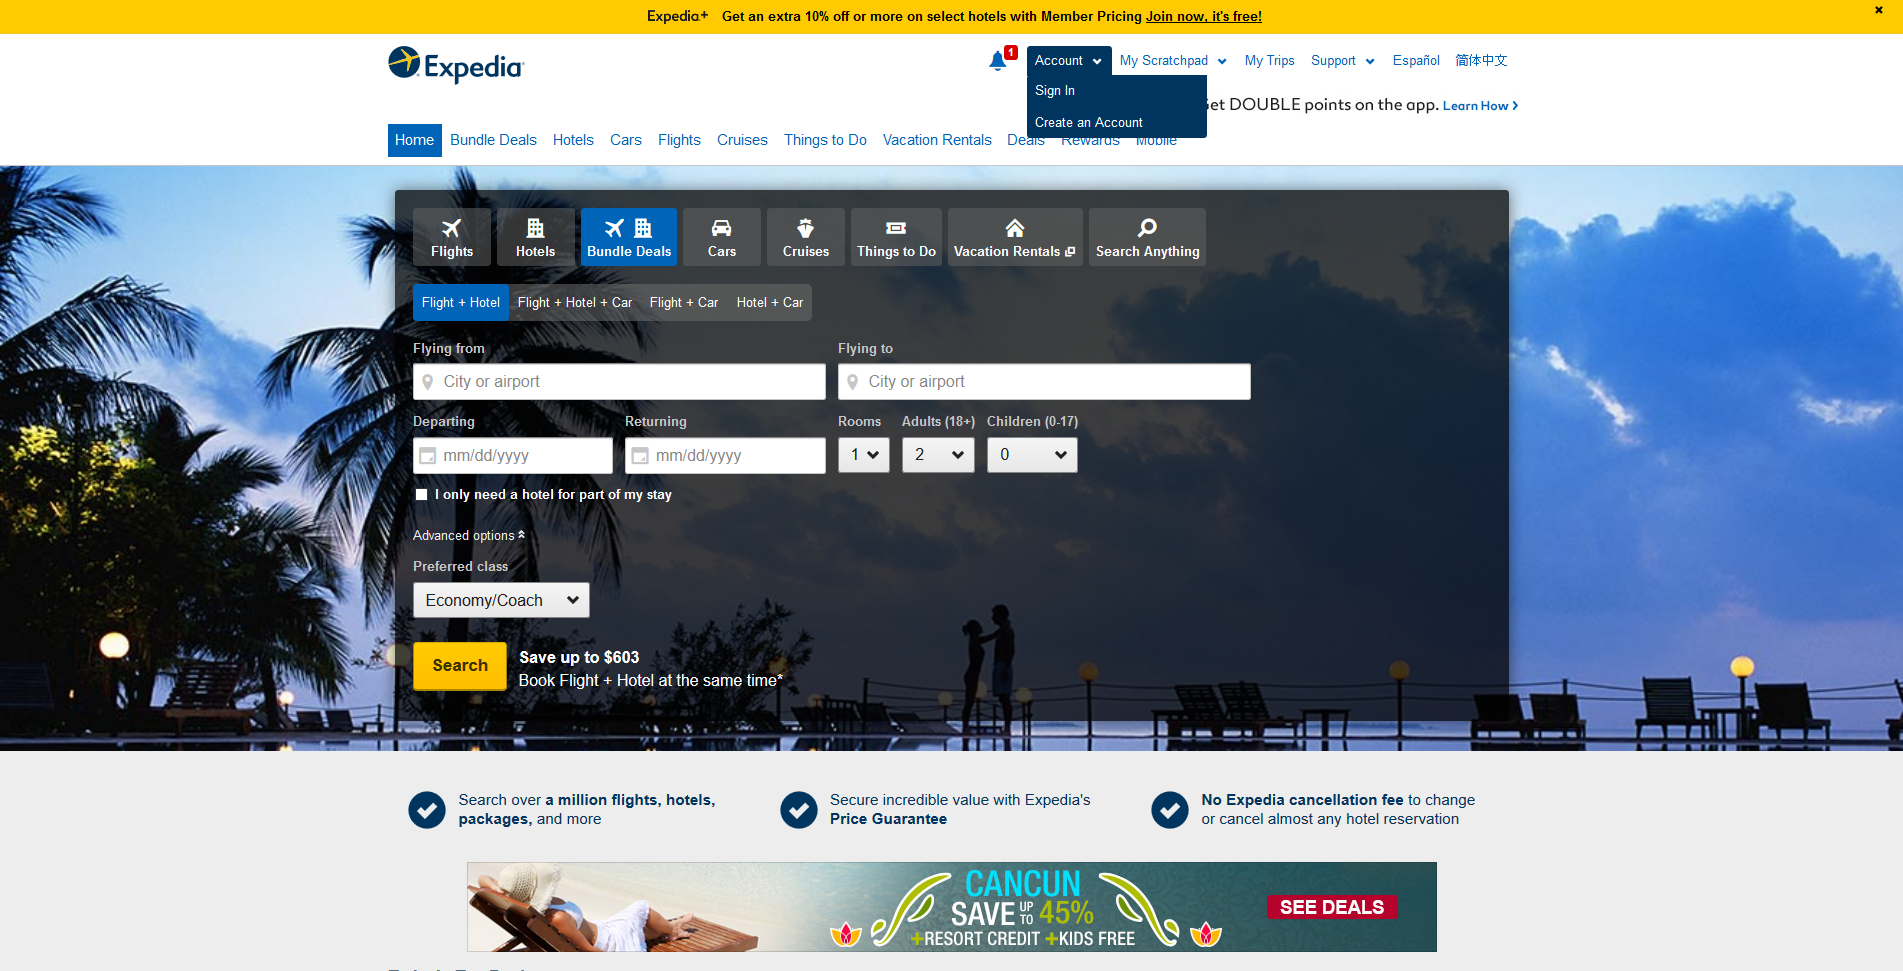 Expedia+ Get an extra 10% off or more on select hotels with Member Pricing Join now, it's free!
Expedia
1
Account
My Scratchpad
My Trips
Support
Español
简体中文
Sign In
Create an Account
et DOUBLE points on the app. Learn How
Home
Bundle Deals
Hotels
Cars
Flights
Cruises
Things to Do
Vacation Rentals
Deals
Rewards
Mobile
Flights
Hotels
Bundle Deals
Cars
Cruises
Things to Do
Vacation Rentals
Search Anything
Flight + Hotel
Flight + Hotel + Car
Flight + Car
Hotel + Car
Flying from
Flying to
City or airport
City or airport
Departing
Returning
Rooms
Adults (18+)
Children (0-17)
mm/dd/yyyy
mm/dd/yyyy
1
2
0
I only need a hotel for part of my stay
Advanced options
Preferred class
Economy/Coach
Search
Save up to $603
Book Flight + Hotel at the same time*
Search over a million flights, hotels,
packages, and more
Secure incredible value with Expedia's
Price Guarantee
No Expedia cancellation fee to change
or cancel almost any hotel reservation
CANCUN
SAVE UP TO 45%
+RESORT CREDIT +KIDS FREE
SEE DEALS